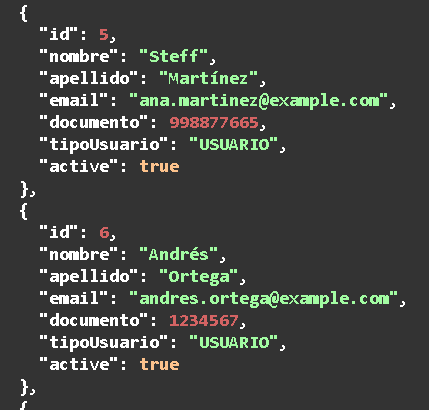 {
"id": 5,
"nombre": "Steff",
"apellido": "Martínez",
"email": "ana.martinez@example.com",
"documento": 998877665,
"tipoUsuario": "USUARIO",
"active": true
},
{
"id": 6,
"nombre": "Andrés",
"apellido": "Ortega",
"email": "andres.ortega@example.com",
"documento": 1234567,
"tipoUsuario": "USUARIO",
"active": true
},
{